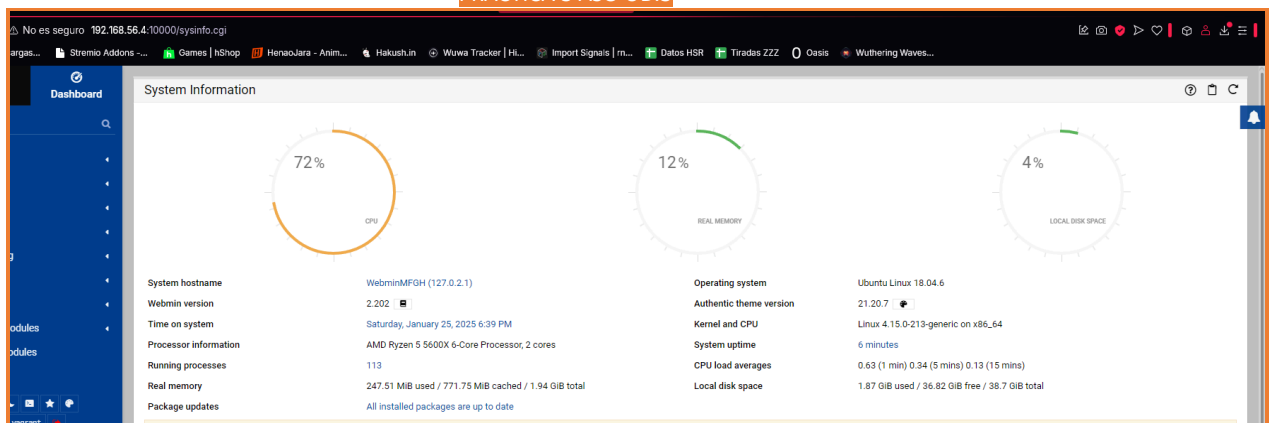 No es seguro 192.168.56.4:10000/sysinfo.cgi
argas... Stremio Addons -... Games | hShop HenaoJara - Anim... Hakush.in Wuwa Tracker | Hi... Import Signals | rn... Datos HSR Tiradas ZZZ Oasis Wuthering Waves...
Dashboard
System Information
72%
CPU
12%
REAL MEMORY
4%
LOCAL DISK SPACE
System hostname WebminMFGH (127.0.2.1) Operating system Ubuntu Linux 18.04.6
Webmin version 2.202 Authentic theme version 21.20.7
Time on system Saturday, January 25, 2025 6:39 PM Kernel and CPU Linux 4.15.0-213-generic on x86_64
Processor information AMD Ryzen 5 5600X 6-Core Processor, 2 cores System uptime 6 minutes
Running processes 113 CPU load averages 0.63 (1 min) 0.34 (5 mins) 0.13 (15 mins)
Real memory 247.51 MiB used / 771.75 MiB cached / 1.94 GiB total Local disk space 1.87 GiB used / 36.82 GiB free / 38.7 GiB total
Package updates All installed packages are up to date
odules
odules